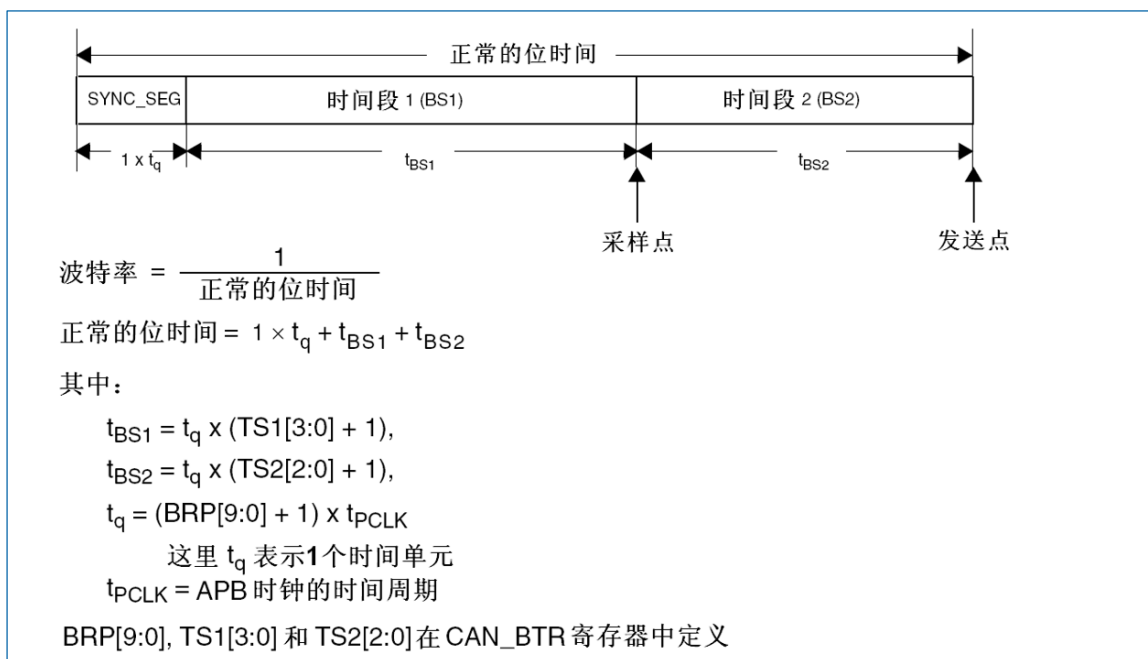 正常的位时间
SYNC_SEG 时间段 1 (BS1) 时间段 2 (BS2)
1 x tq tBS1 tBS2
采样点 发送点
波特率 = 1 / 正常的位时间
正常的位时间 = 1 × tq + tBS1 + tBS2
其中：
tBS1 = tq x (TS1[3:0] + 1),
tBS2 = tq x (TS2[2:0] + 1),
tq = (BRP[9:0] + 1) x tPCLK
这里 tq 表示1个时间单元
tPCLK = APB 时钟的时间周期
BRP[9:0], TS1[3:0] 和 TS2[2:0] 在 CAN_BTR 寄存器中定义